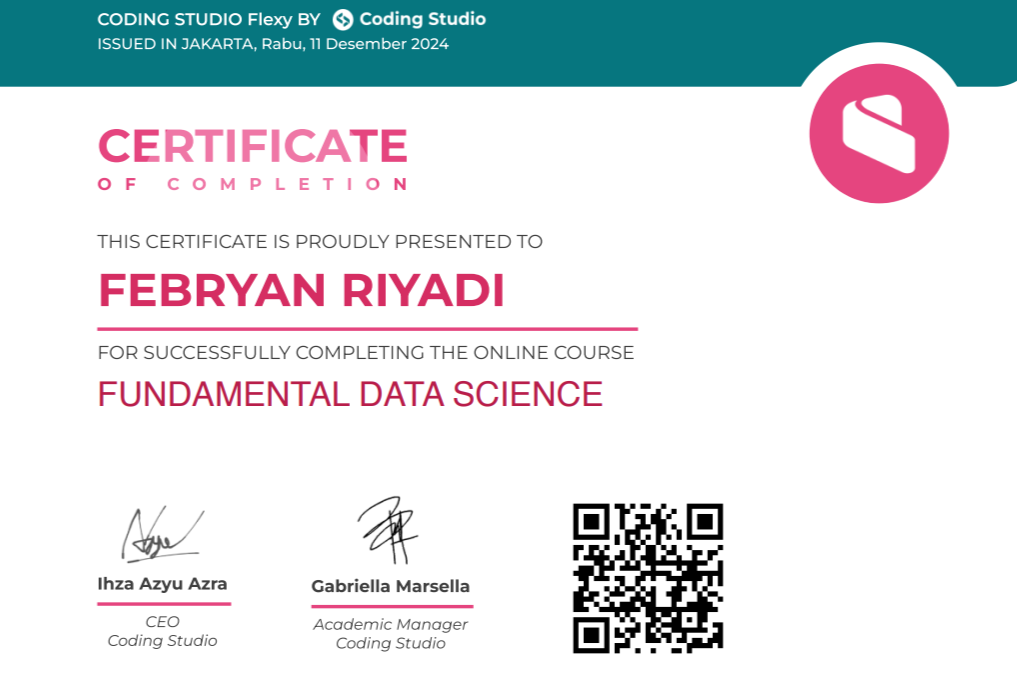 CODING STUDIO Flexy BY Coding Studio
ISSUED IN JAKARTA, Rabu, 11 Desember 2024
CERTIFICATE
OF COMPLETION
THIS CERTIFICATE IS PROUDLY PRESENTED TO
FEBRYAN RIYADI
FOR SUCCESSFULLY COMPLETING THE ONLINE COURSE
FUNDAMENTAL DATA SCIENCE
Ihza Azyu Azra
CEO
Coding Studio
Gabriella Marsella
Academic Manager
Coding Studio